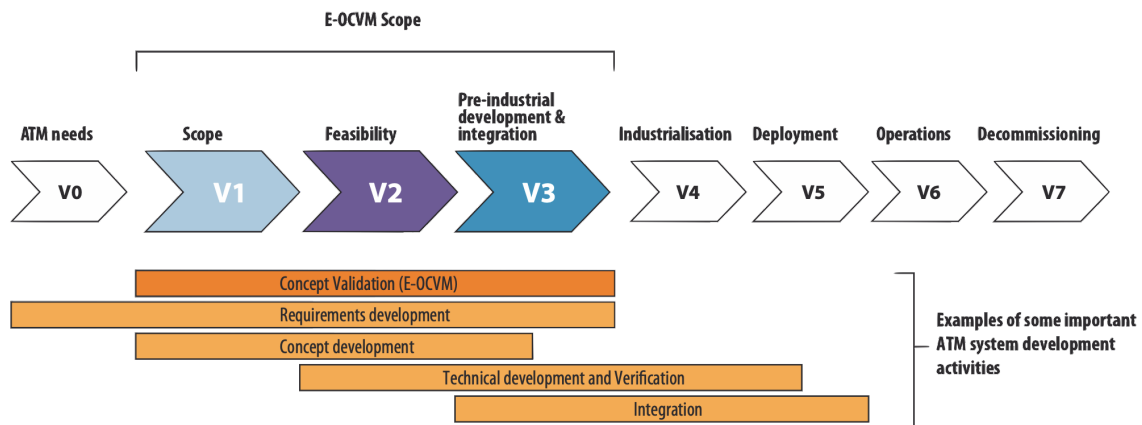 E-OCVM Scope
ATM needs
Scope
Feasibility
Pre-industrial
development &
integration
Industrialisation
Deployment
Operations
Decommissioning
V0
V1
V2
V3
V4
V5
V6
V7
Concept Validation (E-OCVM)
Requirements development
Concept development
Technical development and Verification
Integration
Examples of some important
ATM system development
activities